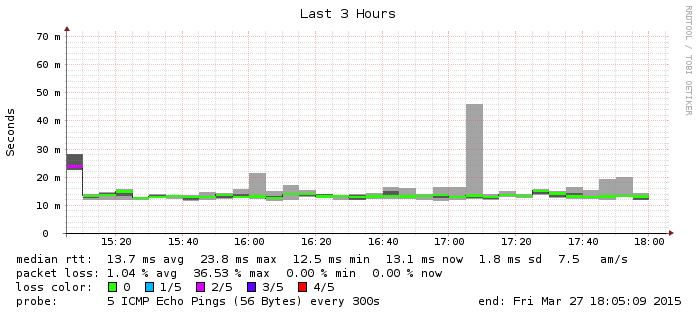 Last 3 Hours
RRDTOOL / TOBI OETIKER
Seconds
70 m
60 m
50 m
40 m
30 m
20 m
10 m
0
15:20 15:40 16:00 16:20 16:40 17:00 17:20 17:40 18:00
median rtt: 13.7 ms avg 23.8 ms max 12.5 ms min 13.1 ms now 1.8 ms sd 7.5 am/s
packet loss: 1.04 % avg 36.53 % max 0.00 % min 0.00 % now
loss color: 0 1/5 2/5 3/5 4/5
probe: 5 ICMP Echo Pings (56 Bytes) every 300s end: Fri Mar 27 18:05:09 2015